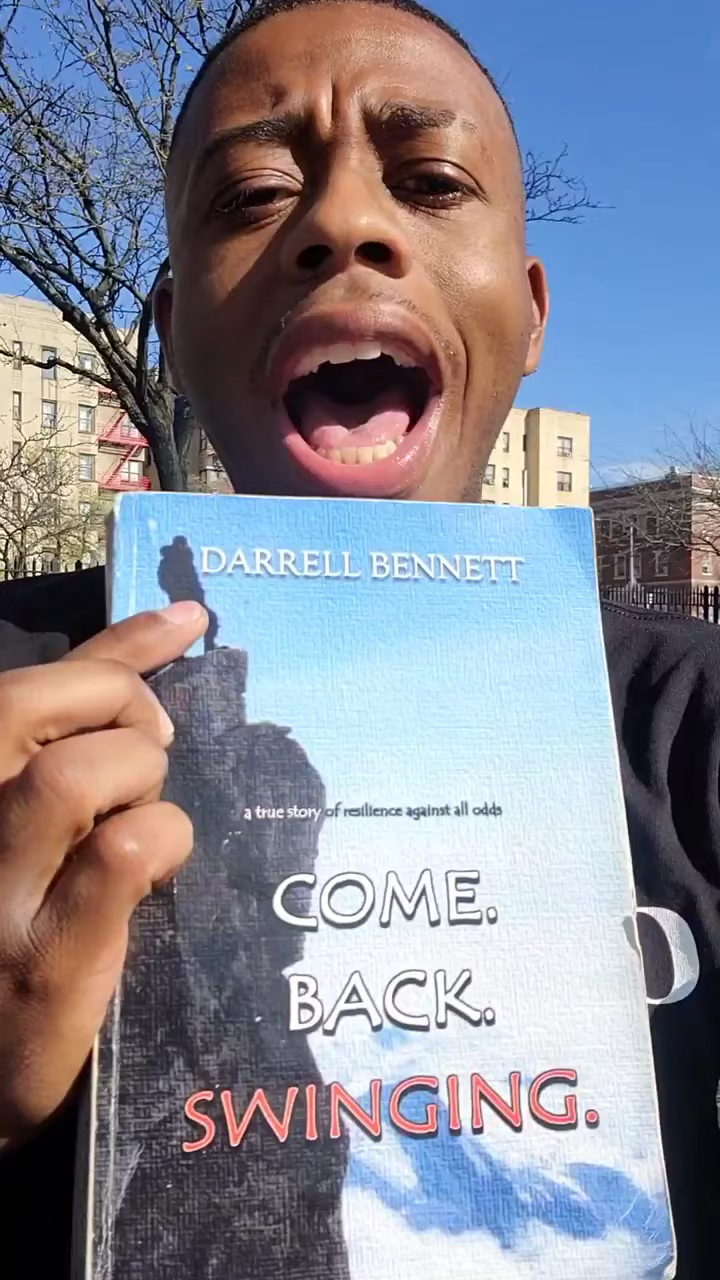 DARRELL BENNETT
a true story of resilience against all odds
COME.
BACK.
SWINGING.